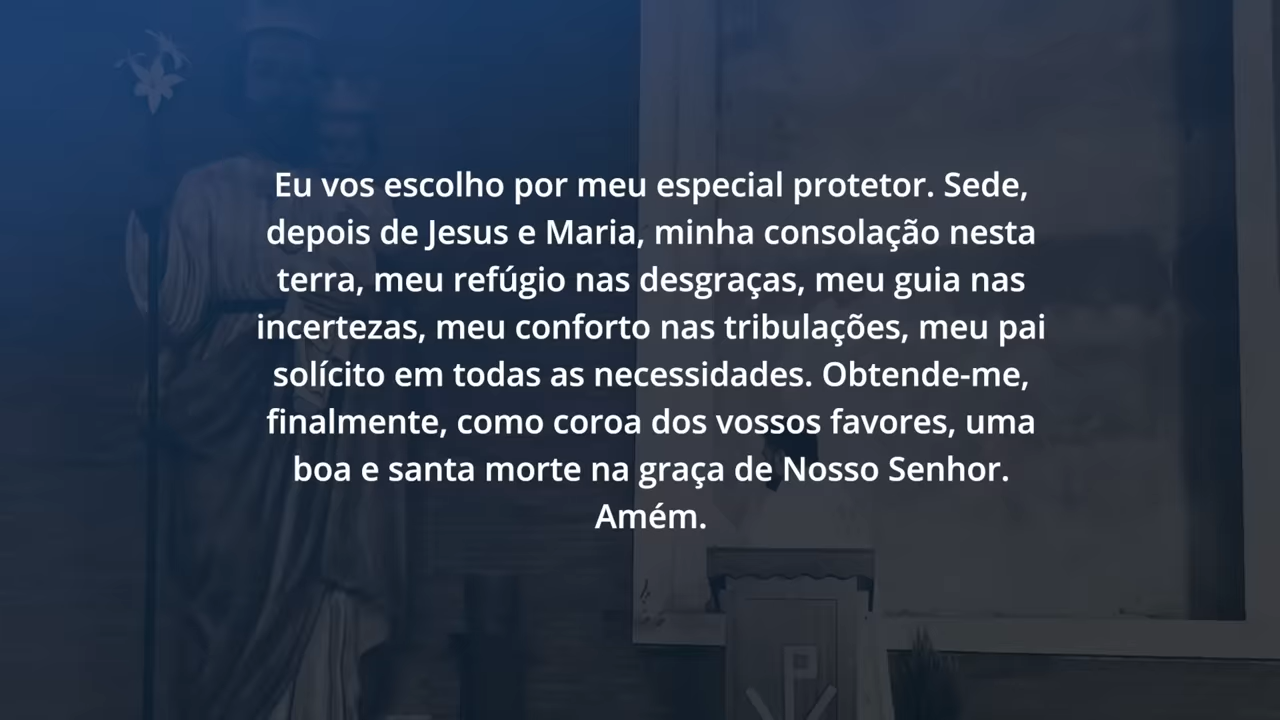 Eu vos escolho por meu especial protetor. Sede,
depois de Jesus e Maria, minha consolação nesta
terra, meu refúgio nas desgraças, meu guia nas
incertezas, meu conforto nas tribulações, meu pai
solícito em todas as necessidades. Obtende-me,
finalmente, como coroa dos vossos favores, uma
boa e santa morte na graça de Nosso Senhor.
Amém.